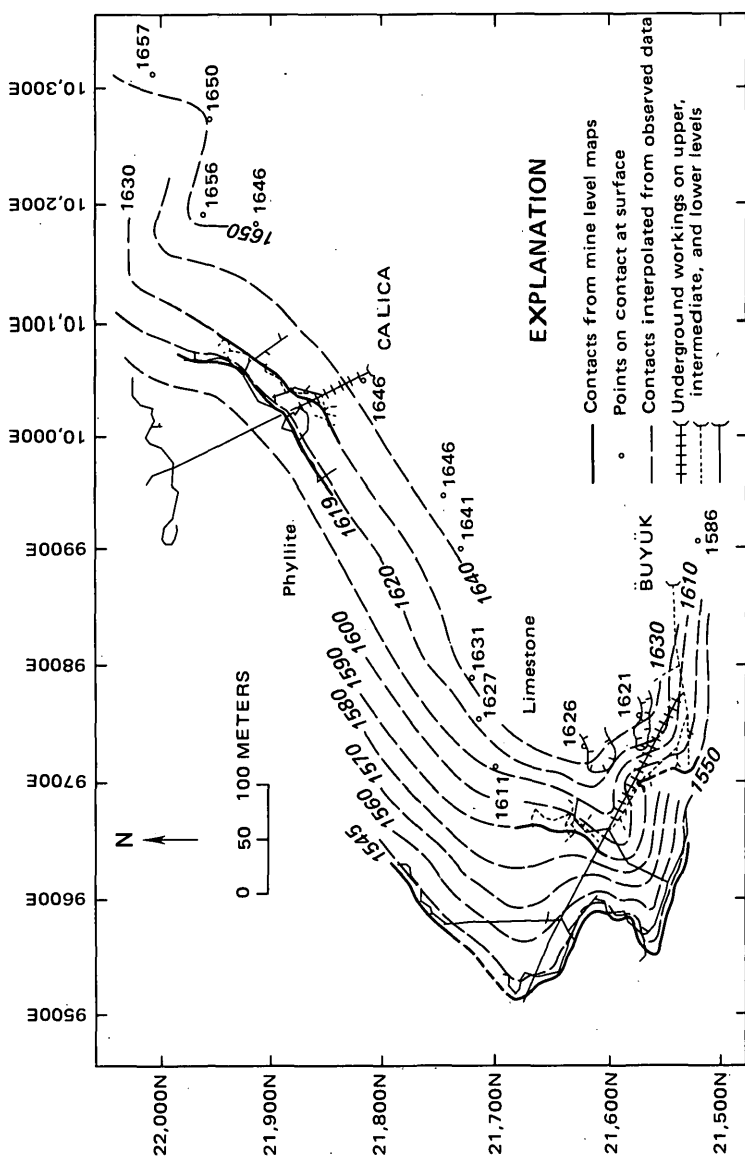 10,300E
10,200E
10,100E
10,000E
9900E
9800E
9700E
9600E
9500E
22,000N
21,900N
21,800N
21,700N
21,600N
21,500N
N
0 50 100 METERS
1657
1650
1656
1646
1650
1630
CALICA
1646
1646
1641
1640
1619
1920
Phyllite
1600
1590
1580
1570
1560
1545
1631
1627
Limestone
1611
1626
1621
BÜYÜK
1586
1610
1630
1550
EXPLANATION
Contacts from mine level maps
Points on contact at surface
Contacts interpolated from observed data
Underground workings on upper,
intermediate, and lower levels